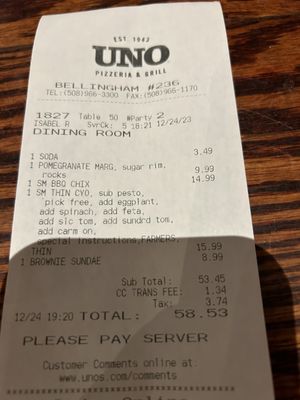 EST. 1943
UNO
PIZZERIA & GRILL
BELLINGHAM #236
TEL:(508)966-3300 FAX:(508)966-1170
1827 Table 50 #Party 2
ISABEL R SvrCk: 5 18:21 12/24/23
DINING ROOM
1 SODA 3.49
1 POMEGRANATE MARG, sugar rim,
rocks 9.99
1 SM BBQ CHIX 14.99
1 SM THIN CYO, sub pesto,
pick free, add eggplant,
add spinach, add feta,
add slc tom, add sundrd tom,
add carm on,
special instructions,FARMERS,
THIN 15.99
1 BROWNIE SUNDAE 8.99
Sub Total: 53.45
CC TRANS FEE: 1.34
Tax: 3.74
12/24 19:20 TOTAL: 58.53
PLEASE PAY SERVER
Customer Comments online at:
www.unos.com/comments